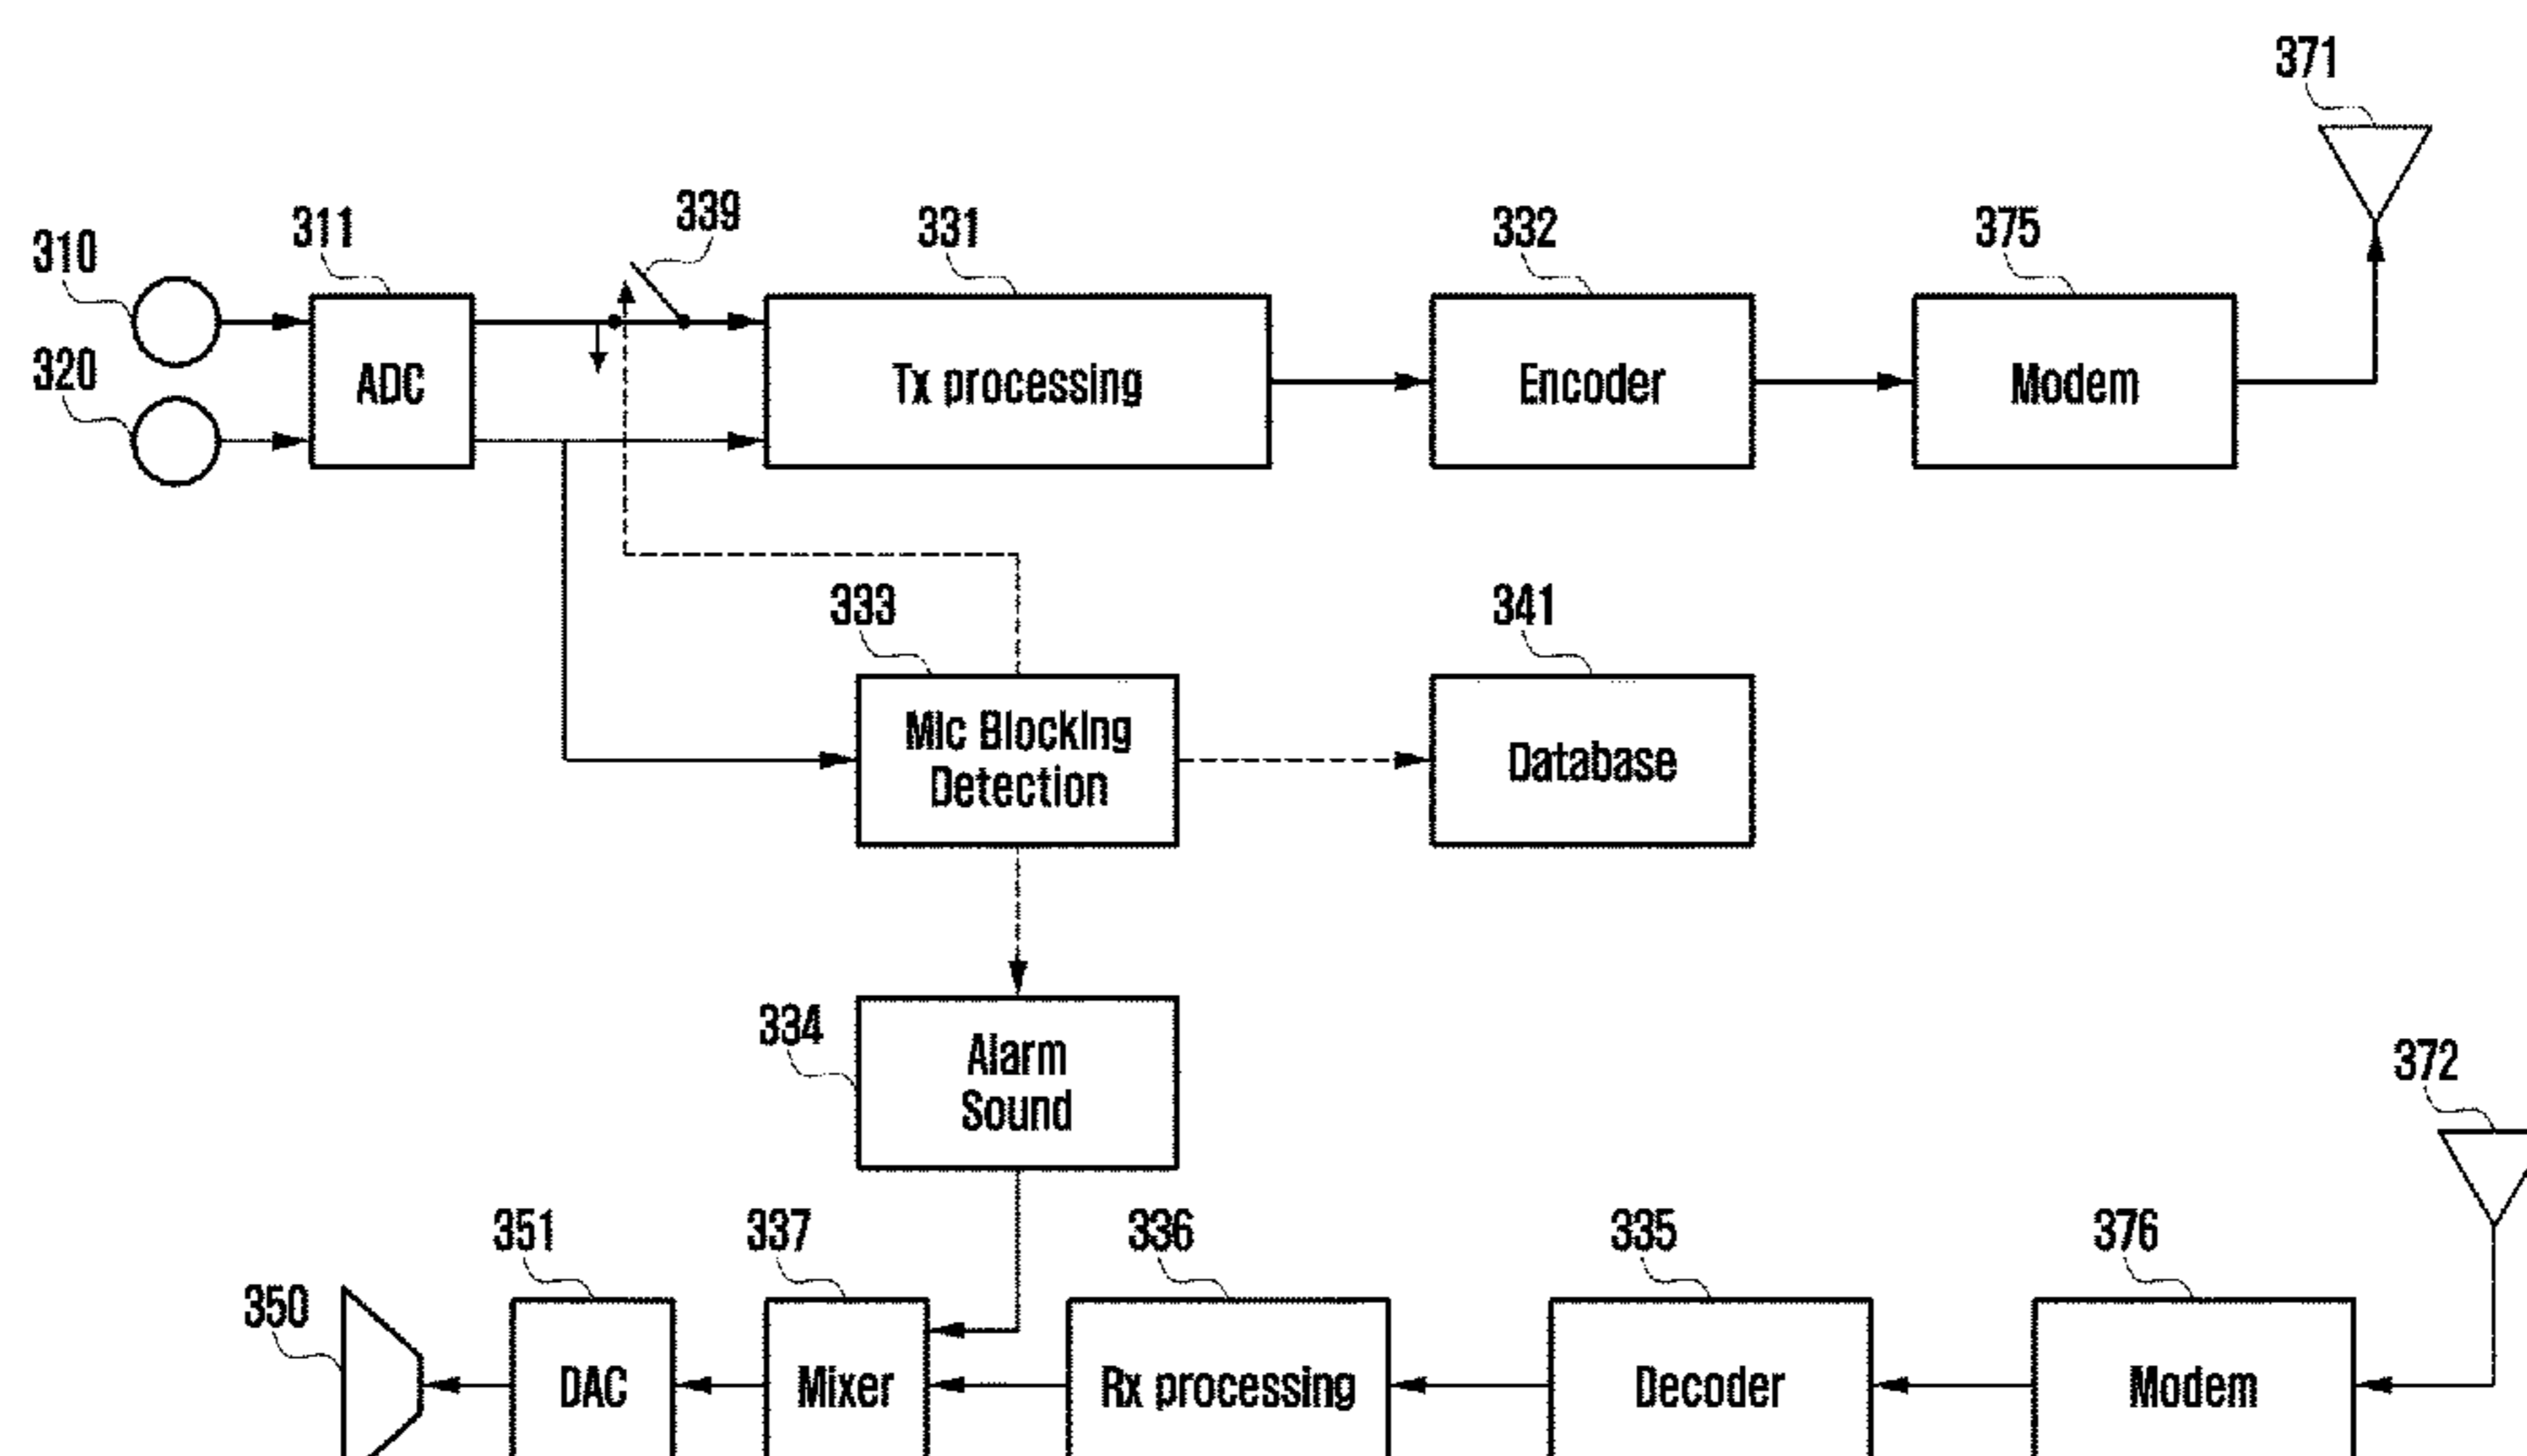 371
339
310
311
331
332
375
320
ADC
Tx processing
Encoder
Modem
333
341
Mic Blocking
Detection
Database
334
Alarm
Sound
372
351
337
336
335
376
350
DAC
Mixer
Rx processing
Decoder
Modem